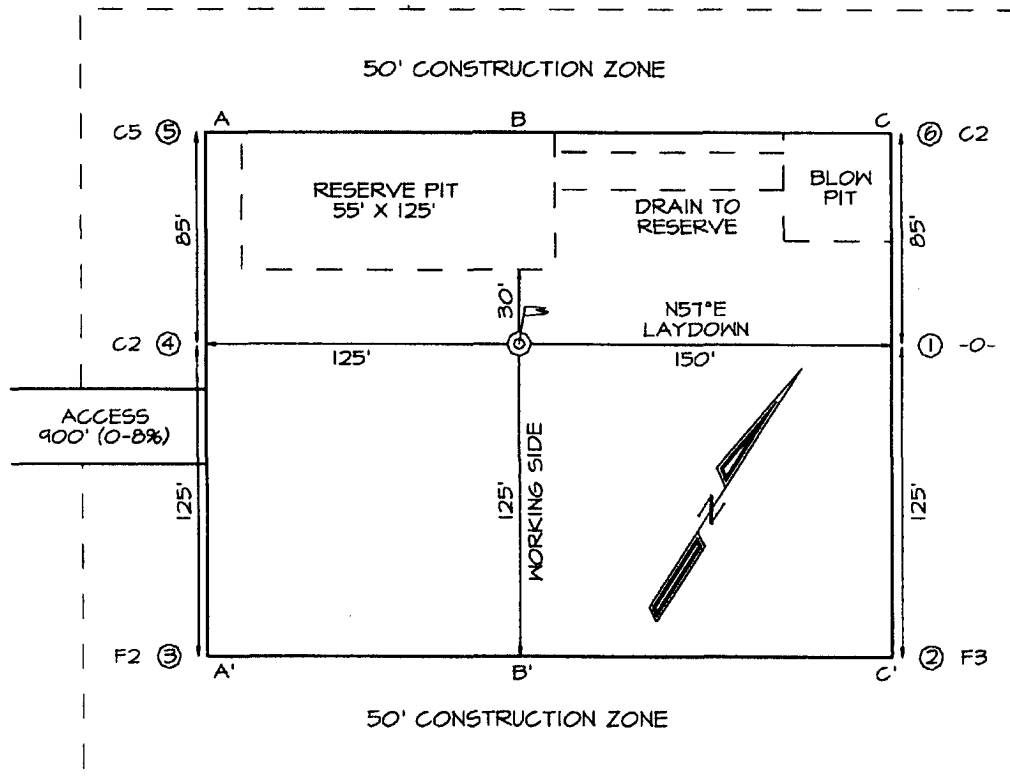 50' CONSTRUCTION ZONE
A B C
C5 ⑤ ⑥ C2
RESERVE PIT
55' X 125'
BLOW
PIT
DRAIN TO
RESERVE
85' 85'
30'
N57°E
LAYDOWN
C2 ④ ① -0-
125' 150'
ACCESS
900' (0-8%)
125' 125' 125'
WORKING SIDE
N
F2 ③ ② F3
A' B' C'
50' CONSTRUCTION ZONE